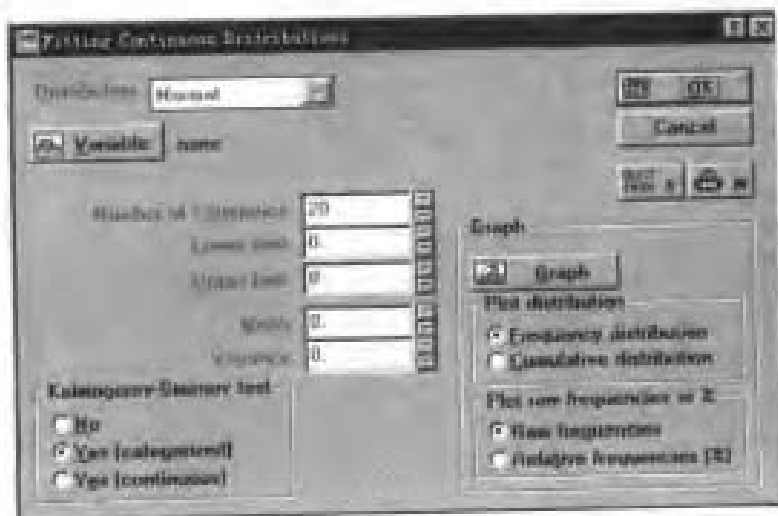 Fitting Continuous Distributions
Distribution: Normal
OK
Cancel
Variable none
Number of Categories: 20
Lower limit: 0.
Upper limit: 0
Mean: 0.
Variance: 0.
Kolmogorov-Smirnov test
No
Yes (categorized)
Yes (continuous)
Graph
Graph
Plot distribution
Frequency distribution
Cumulative distribution
Plot raw frequencies or %
Raw frequencies
Relative frequencies (%)